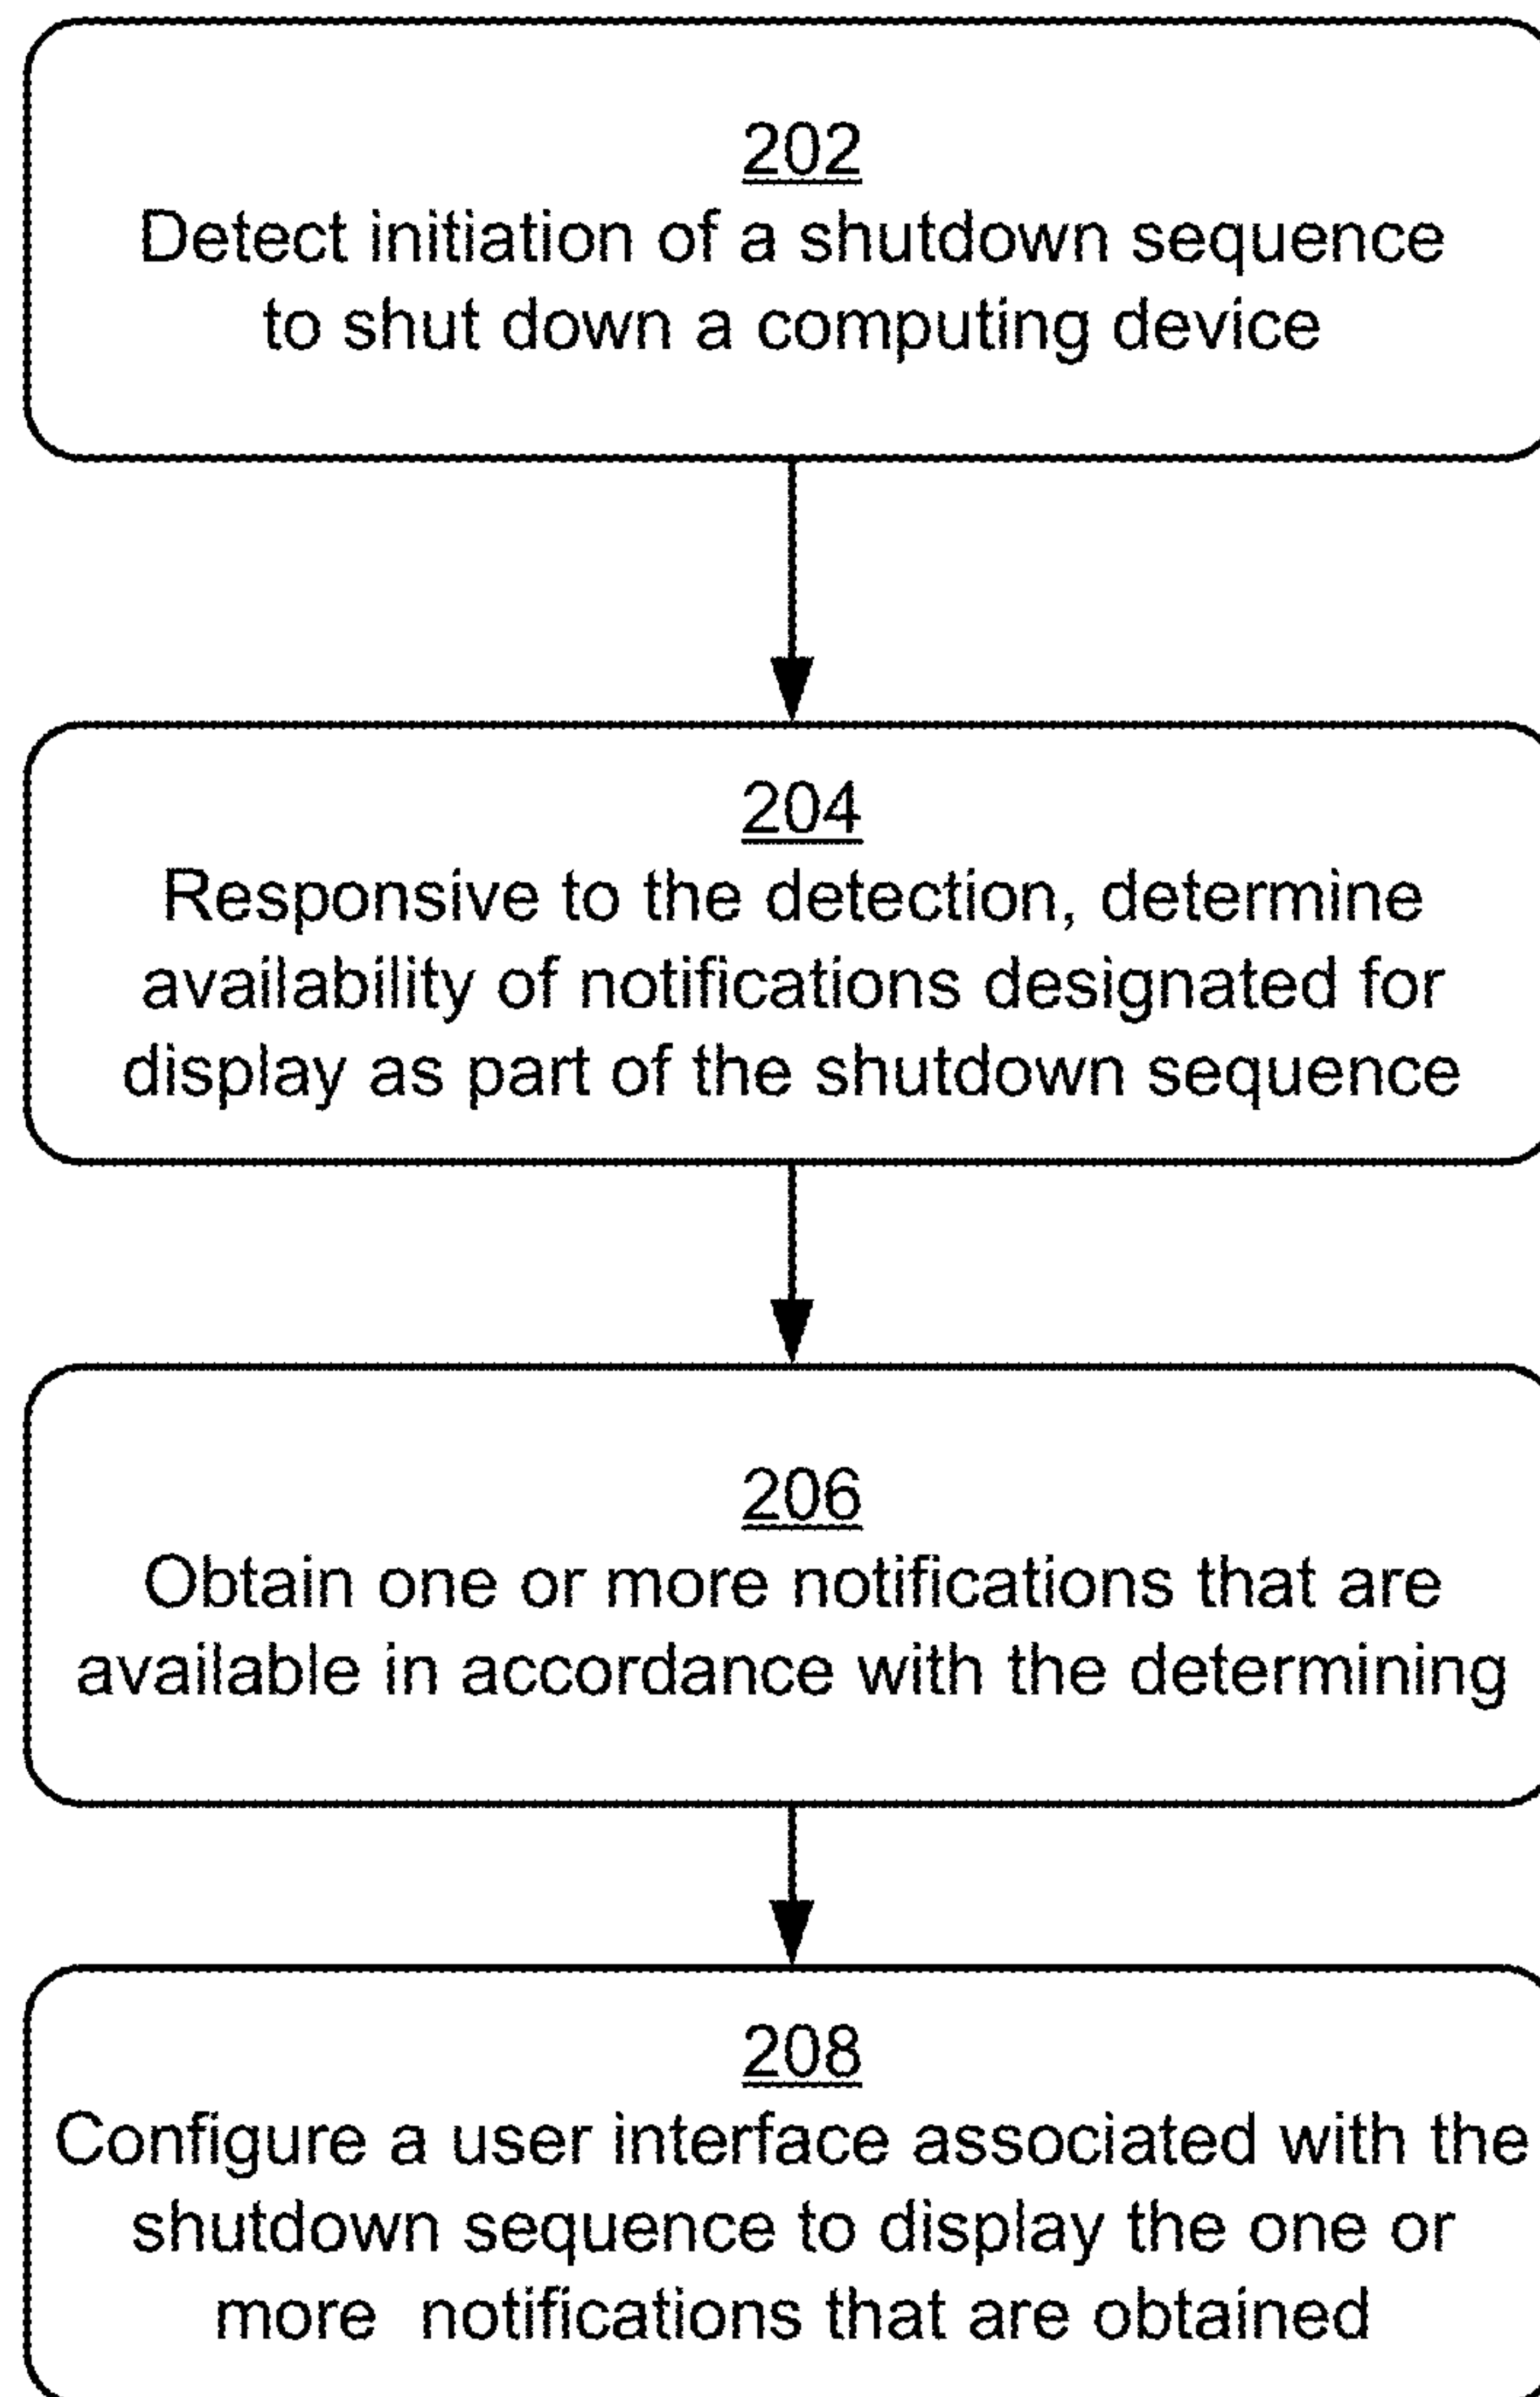 202
Detect initiation of a shutdown sequence
to shut down a computing device
204
Responsive to the detection, determine
availability of notifications designated for
display as part of the shutdown sequence
206
Obtain one or more notifications that are
available in accordance with the determining
208
Configure a user interface associated with the
shutdown sequence to display the one or
more  notifications that are obtained